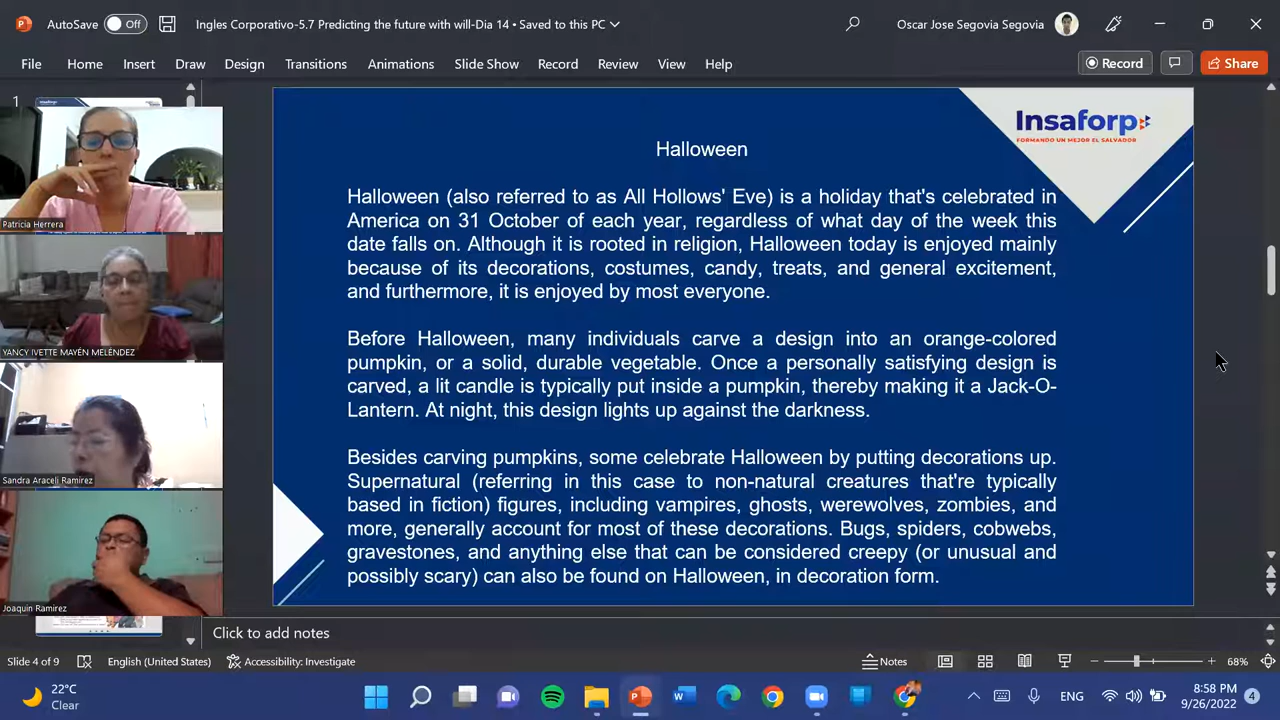 AutoSave Off Ingles Corporativo-5.7 Predicting the future with will-Dia 14 • Saved to this PC Oscar Jose Segovia Segovia
File Home Insert Draw Design Transitions Animations Slide Show Record Review View Help Record Share
1
Patricia Herrera
YANCY IVETTE MAYÉN MELÉNDEZ
Sandra Araceli Ramirez
Joaquin Ramirez
Insaforp
FORMANDO UN MEJOR EL SALVADOR
Halloween
Halloween (also referred to as All Hollows' Eve) is a holiday that's celebrated in
America on 31 October of each year, regardless of what day of the week this
date falls on. Although it is rooted in religion, Halloween today is enjoyed mainly
because of its decorations, costumes, candy, treats, and general excitement,
and furthermore, it is enjoyed by most everyone.
Before Halloween, many individuals carve a design into an orange-colored
pumpkin, or a solid, durable vegetable. Once a personally satisfying design is
carved, a lit candle is typically put inside a pumpkin, thereby making it a Jack-O-
Lantern. At night, this design lights up against the darkness.
Besides carving pumpkins, some celebrate Halloween by putting decorations up.
Supernatural (referring in this case to non-natural creatures that're typically
based in fiction) figures, including vampires, ghosts, werewolves, zombies, and
more, generally account for most of these decorations. Bugs, spiders, cobwebs,
gravestones, and anything else that can be considered creepy (or unusual and
possibly scary) can also be found on Halloween, in decoration form.
Click to add notes
Slide 4 of 9 English (United States) Accessibility: Investigate Notes 68%
22°C
Clear
ENG
8:58 PM
9/26/2022
4